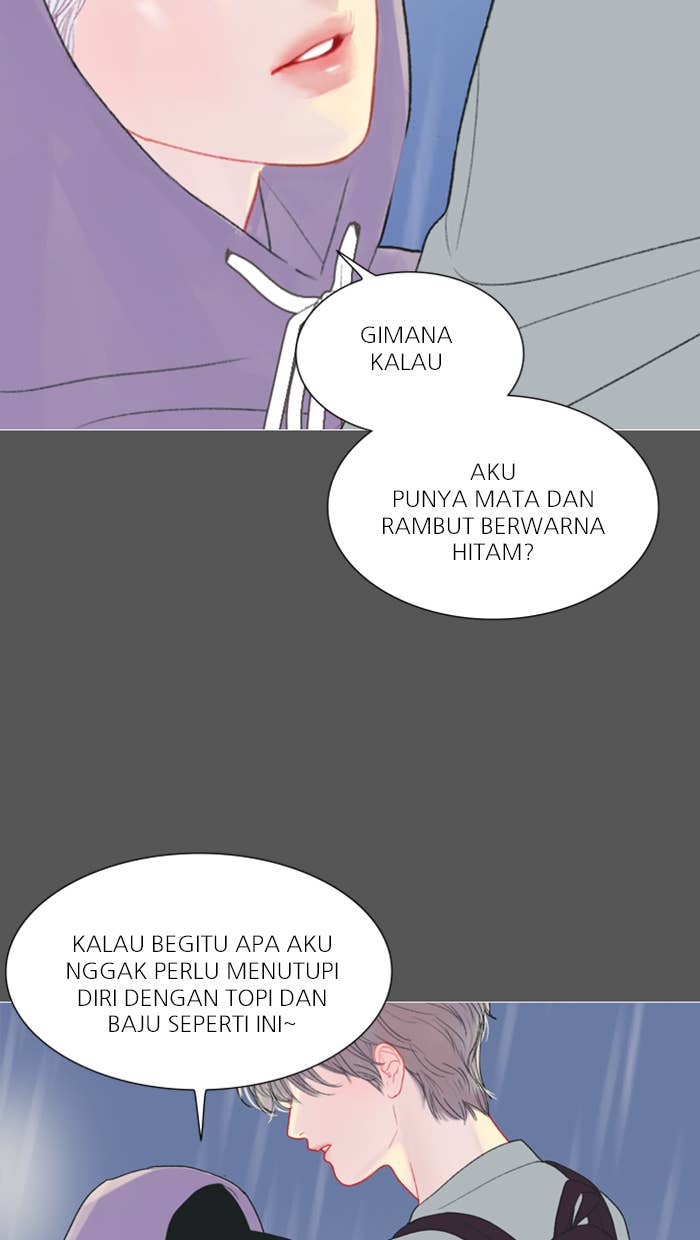 GIMANA
KALAU
AKU
PUNYA MATA DAN
RAMBUT BERWARNA
HITAM?
KALAU BEGITU APA AKU
NGGAK PERLU MENUTUPI
DIRI DENGAN TOPI DAN
BAJU SEPERTI INI~